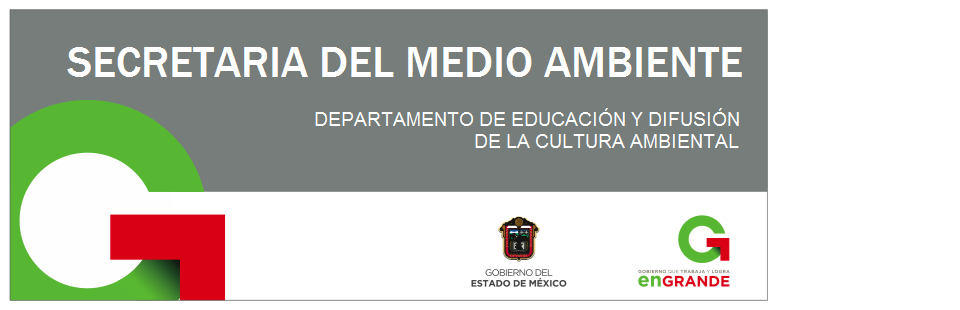 SECRETARIA DEL MEDIO AMBIENTE
DEPARTAMENTO DE EDUCACIÓN Y DIFUSIÓN
DE LA CULTURA AMBIENTAL
GOBIERNO DEL
ESTADO DE MÉXICO
GOBIERNO QUE TRABAJA Y LOGRA
enGRANDE